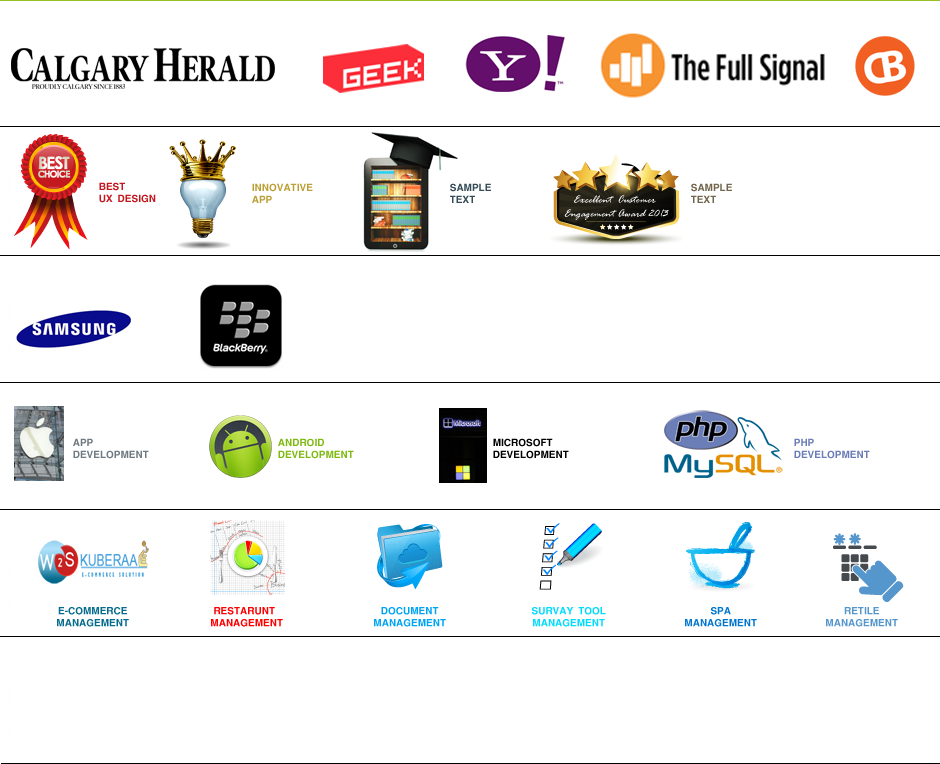 CALGARY HERALD
PROUDLY CALGARY SINCE 1883
GEEK
Y!
The Full Signal
CB
BEST
CHOICE
BEST
UX DESIGN
INNOVATIVE
APP
SAMPLE
TEXT
Excellent Customer
Engagement Award 2013
SAMPLE
TEXT
SAMSUNG
BlackBerry
APP
DEVELOPMENT
ANDROID
DEVELOPMENT
Microsoft
MICROSOFT
DEVELOPMENT
php
MySQL®
PHP
DEVELOPMENT
W2S KUBERAA
E-COMMERCE SOLUTION
E-COMMERCE
MANAGEMENT
RESTARUNT
MANAGEMENT
DOCUMENT
MANAGEMENT
SURVAY TOOL
MANAGEMENT
SPA
MANAGEMENT
RETILE
MANAGEMENT